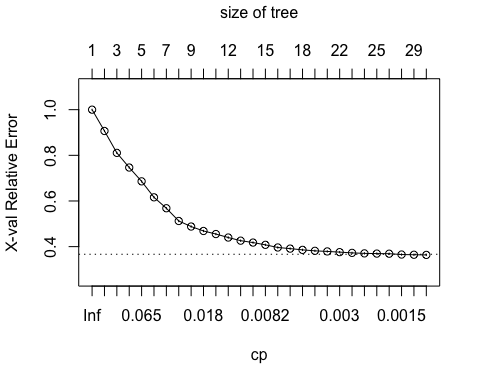 size of tree
1 3 5 7 9 12 15 18 22 25 29
X-val Relative Error
1.0
0.8
0.6
0.4
Inf 0.065 0.018 0.0082 0.003 0.0015
cp